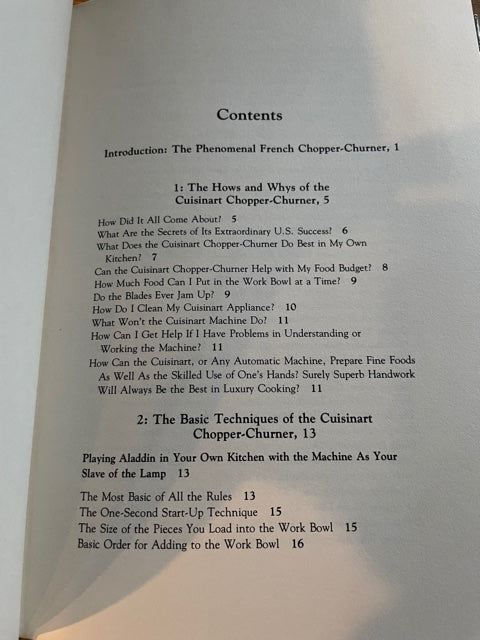 Contents
Introduction: The Phenomenal French Chopper-Churner, 1
1: The Hows and Whys of the
Cuisinart Chopper-Churner, 5
How Did It All Come About? 5
What Are the Secrets of Its Extraordinary U.S. Success? 6
What Does the Cuisinart Chopper-Churner Do Best in My Own
Kitchen? 7
Can the Cuisinart Chopper-Churner Help with My Food Budget? 8
How Much Food Can I Put in the Work Bowl at a Time? 9
Do the Blades Ever Jam Up? 9
How Do I Clean My Cuisinart Appliance? 10
What Won't the Cuisinart Machine Do? 11
How Can I Get Help If I Have Problems in Understanding or
Working the Machine? 11
How Can the Cuisinart, or Any Automatic Machine, Prepare Fine Foods
As Well As the Skilled Use of One's Hands? Surely Superb Handwork
Will Always Be the Best in Luxury Cooking? 11
2: The Basic Techniques of the Cuisinart
Chopper-Churner, 13
Playing Aladdin in Your Own Kitchen with the Machine As Your
Slave of the Lamp 13
The Most Basic of All the Rules 13
The One-Second Start-Up Technique 15
The Size of the Pieces You Load into the Work Bowl 15
Basic Order for Adding to the Work Bowl 16